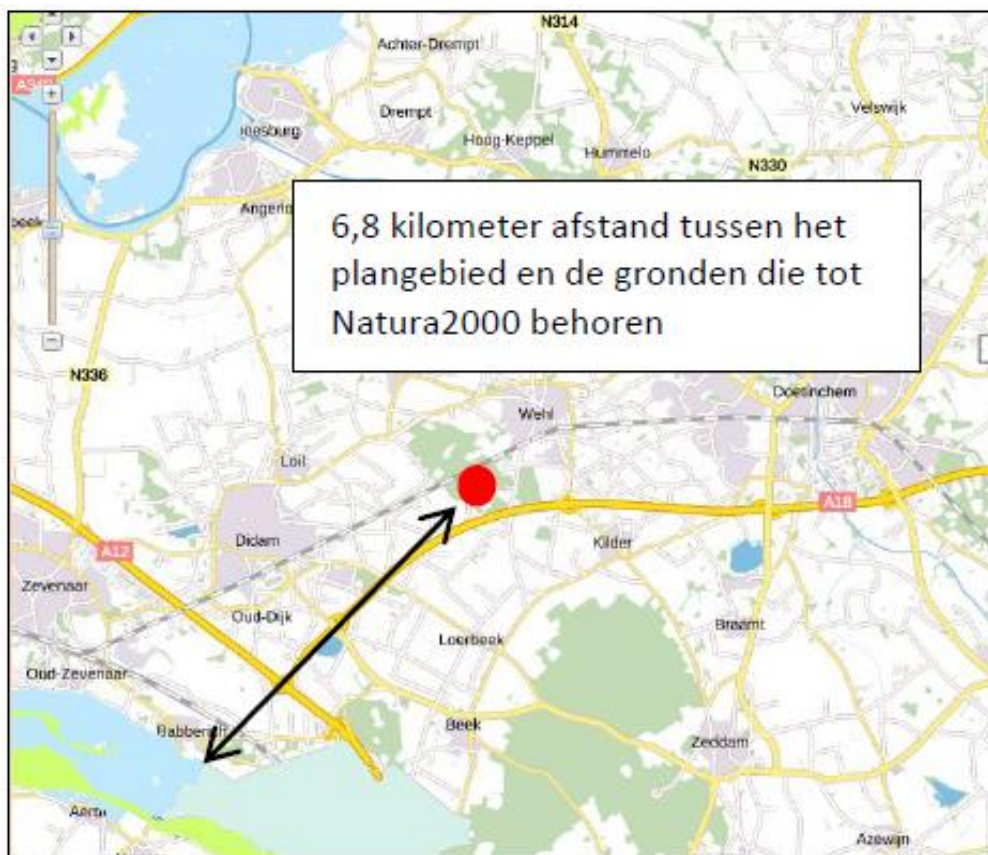 N314
Achter-Drempt
A348
Drempt
Velswijk
Hoog-Keppel
Hummelo
N330
6,8 kilometer afstand tussen het
plangebied en de gronden die tot
Natura2000 behoren
N336
Doetinchem
Wehl
Loil
A18
Didam
Kilder
A12
Zevenaar
Oud-Dijk
Braamt
Loerbeek
Oud-Zevenaar
Beek
Zeddam
Azewijn